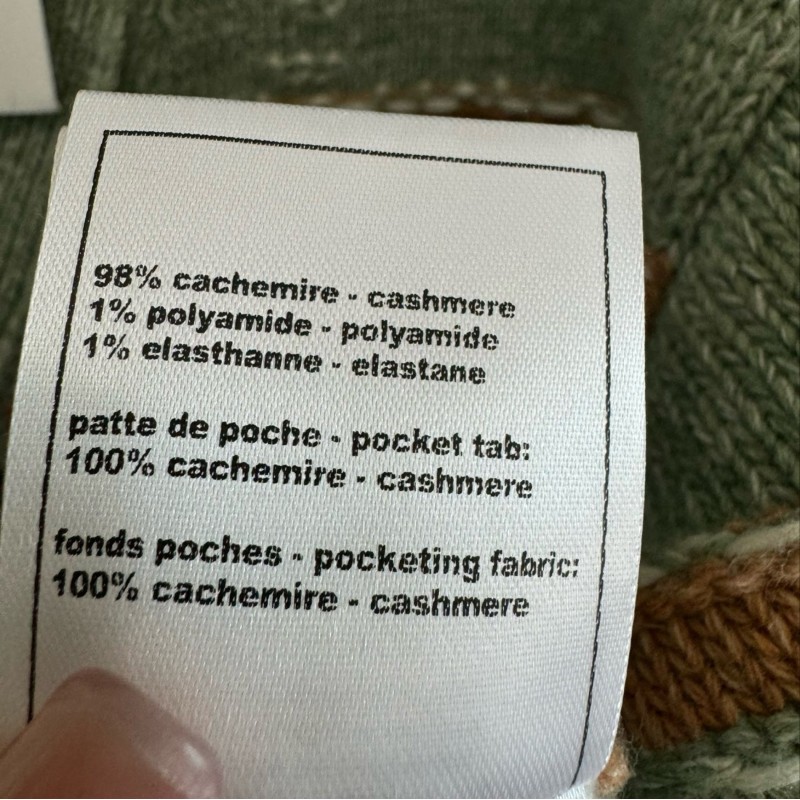 98% cachemire - cashmere
1% polyamide - polyamide
1% elasthanne - elastane
patte de poche - pocket tab:
100% cachemire - cashmere
fonds poches - pocketing fabric:
100% cachemire - cashmere